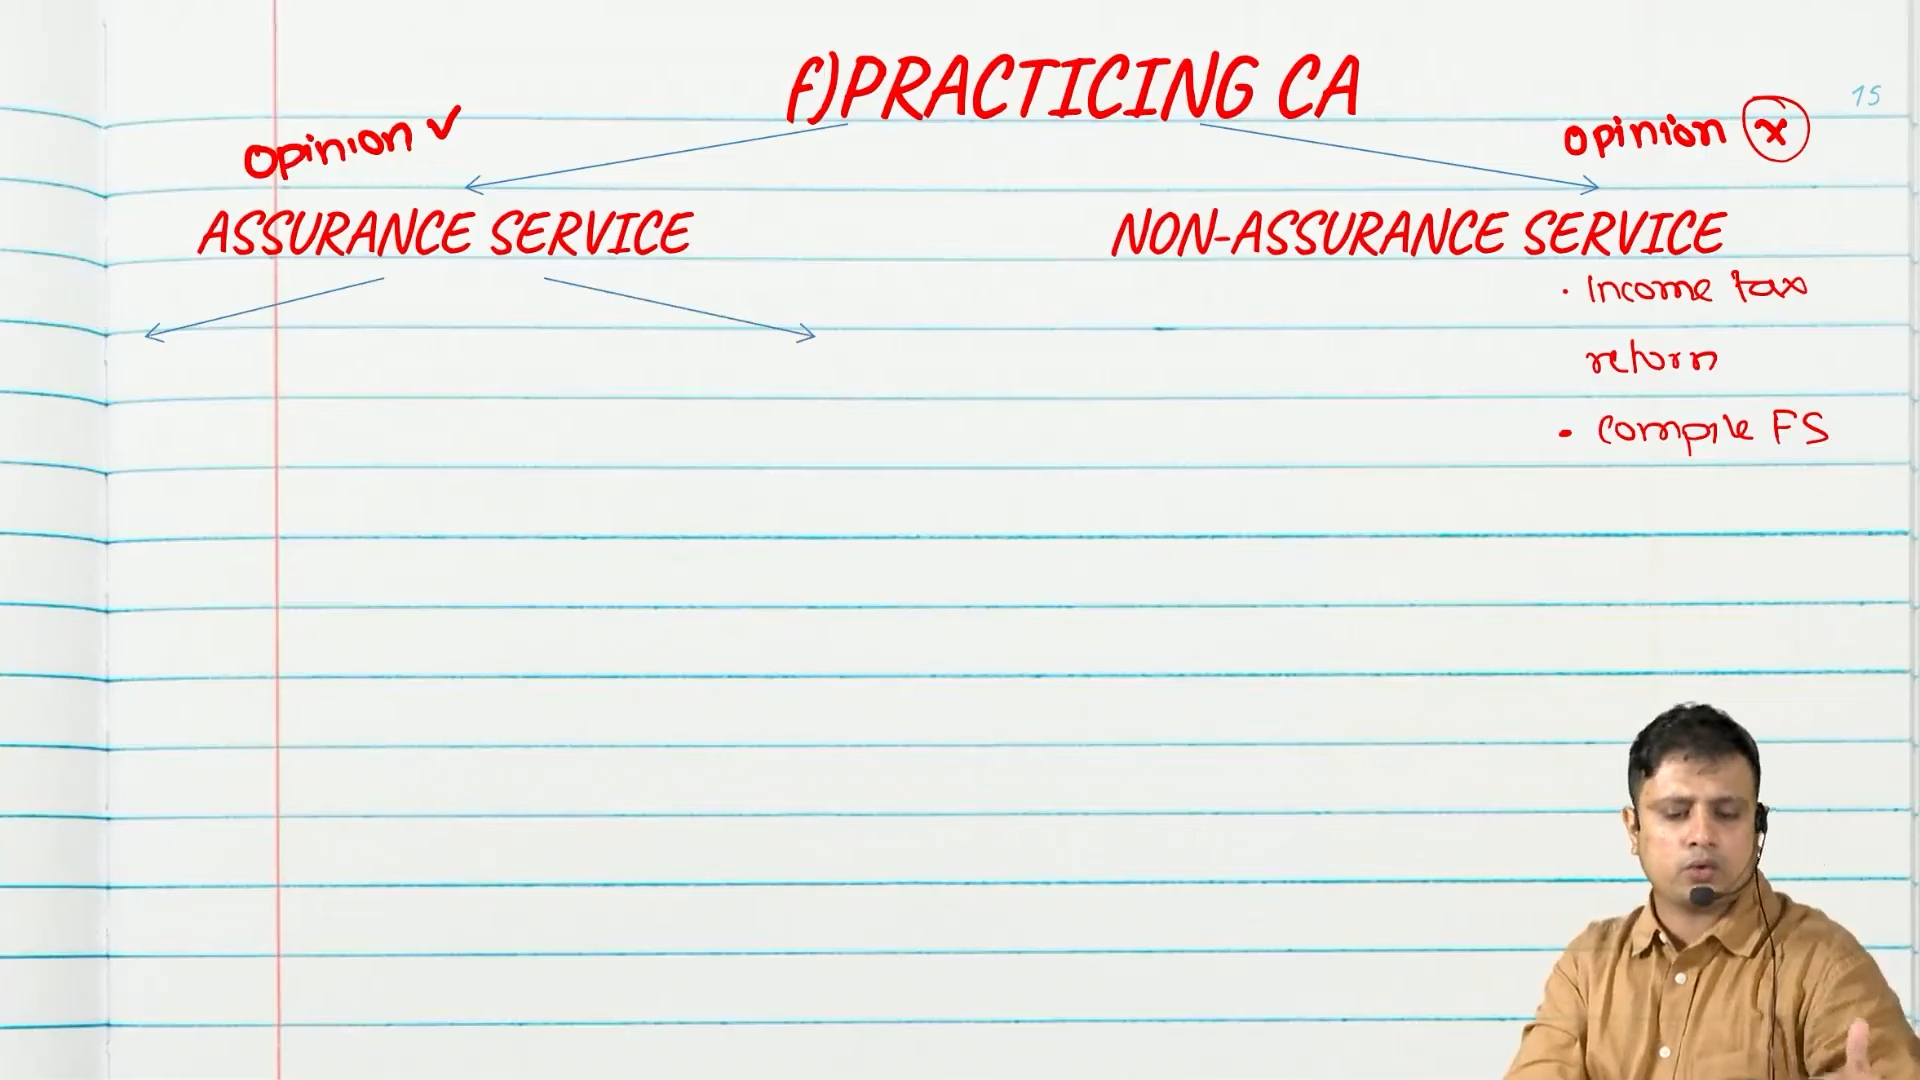 f)PRACTICING CA
15
Opinion ✓
Opinion x
ASSURANCE SERVICE
NON-ASSURANCE SERVICE
• Income tax
return
• Compile FS